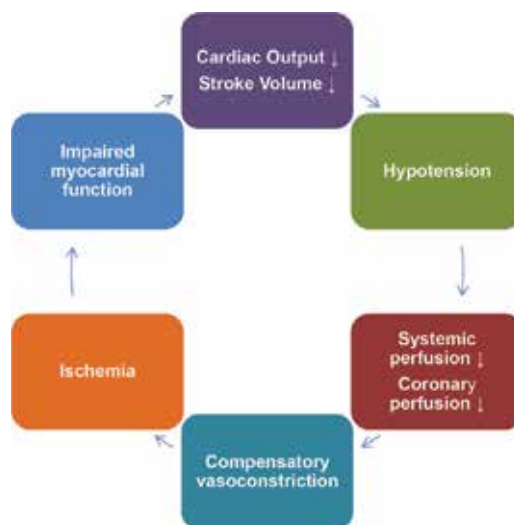 Cardiac Output ↓
Stroke Volume ↓
Hypotension
Systemic
perfusion ↓
Coronary
perfusion ↓
Compensatory
vasoconstriction
Ischemia
Impaired
myocardial
function